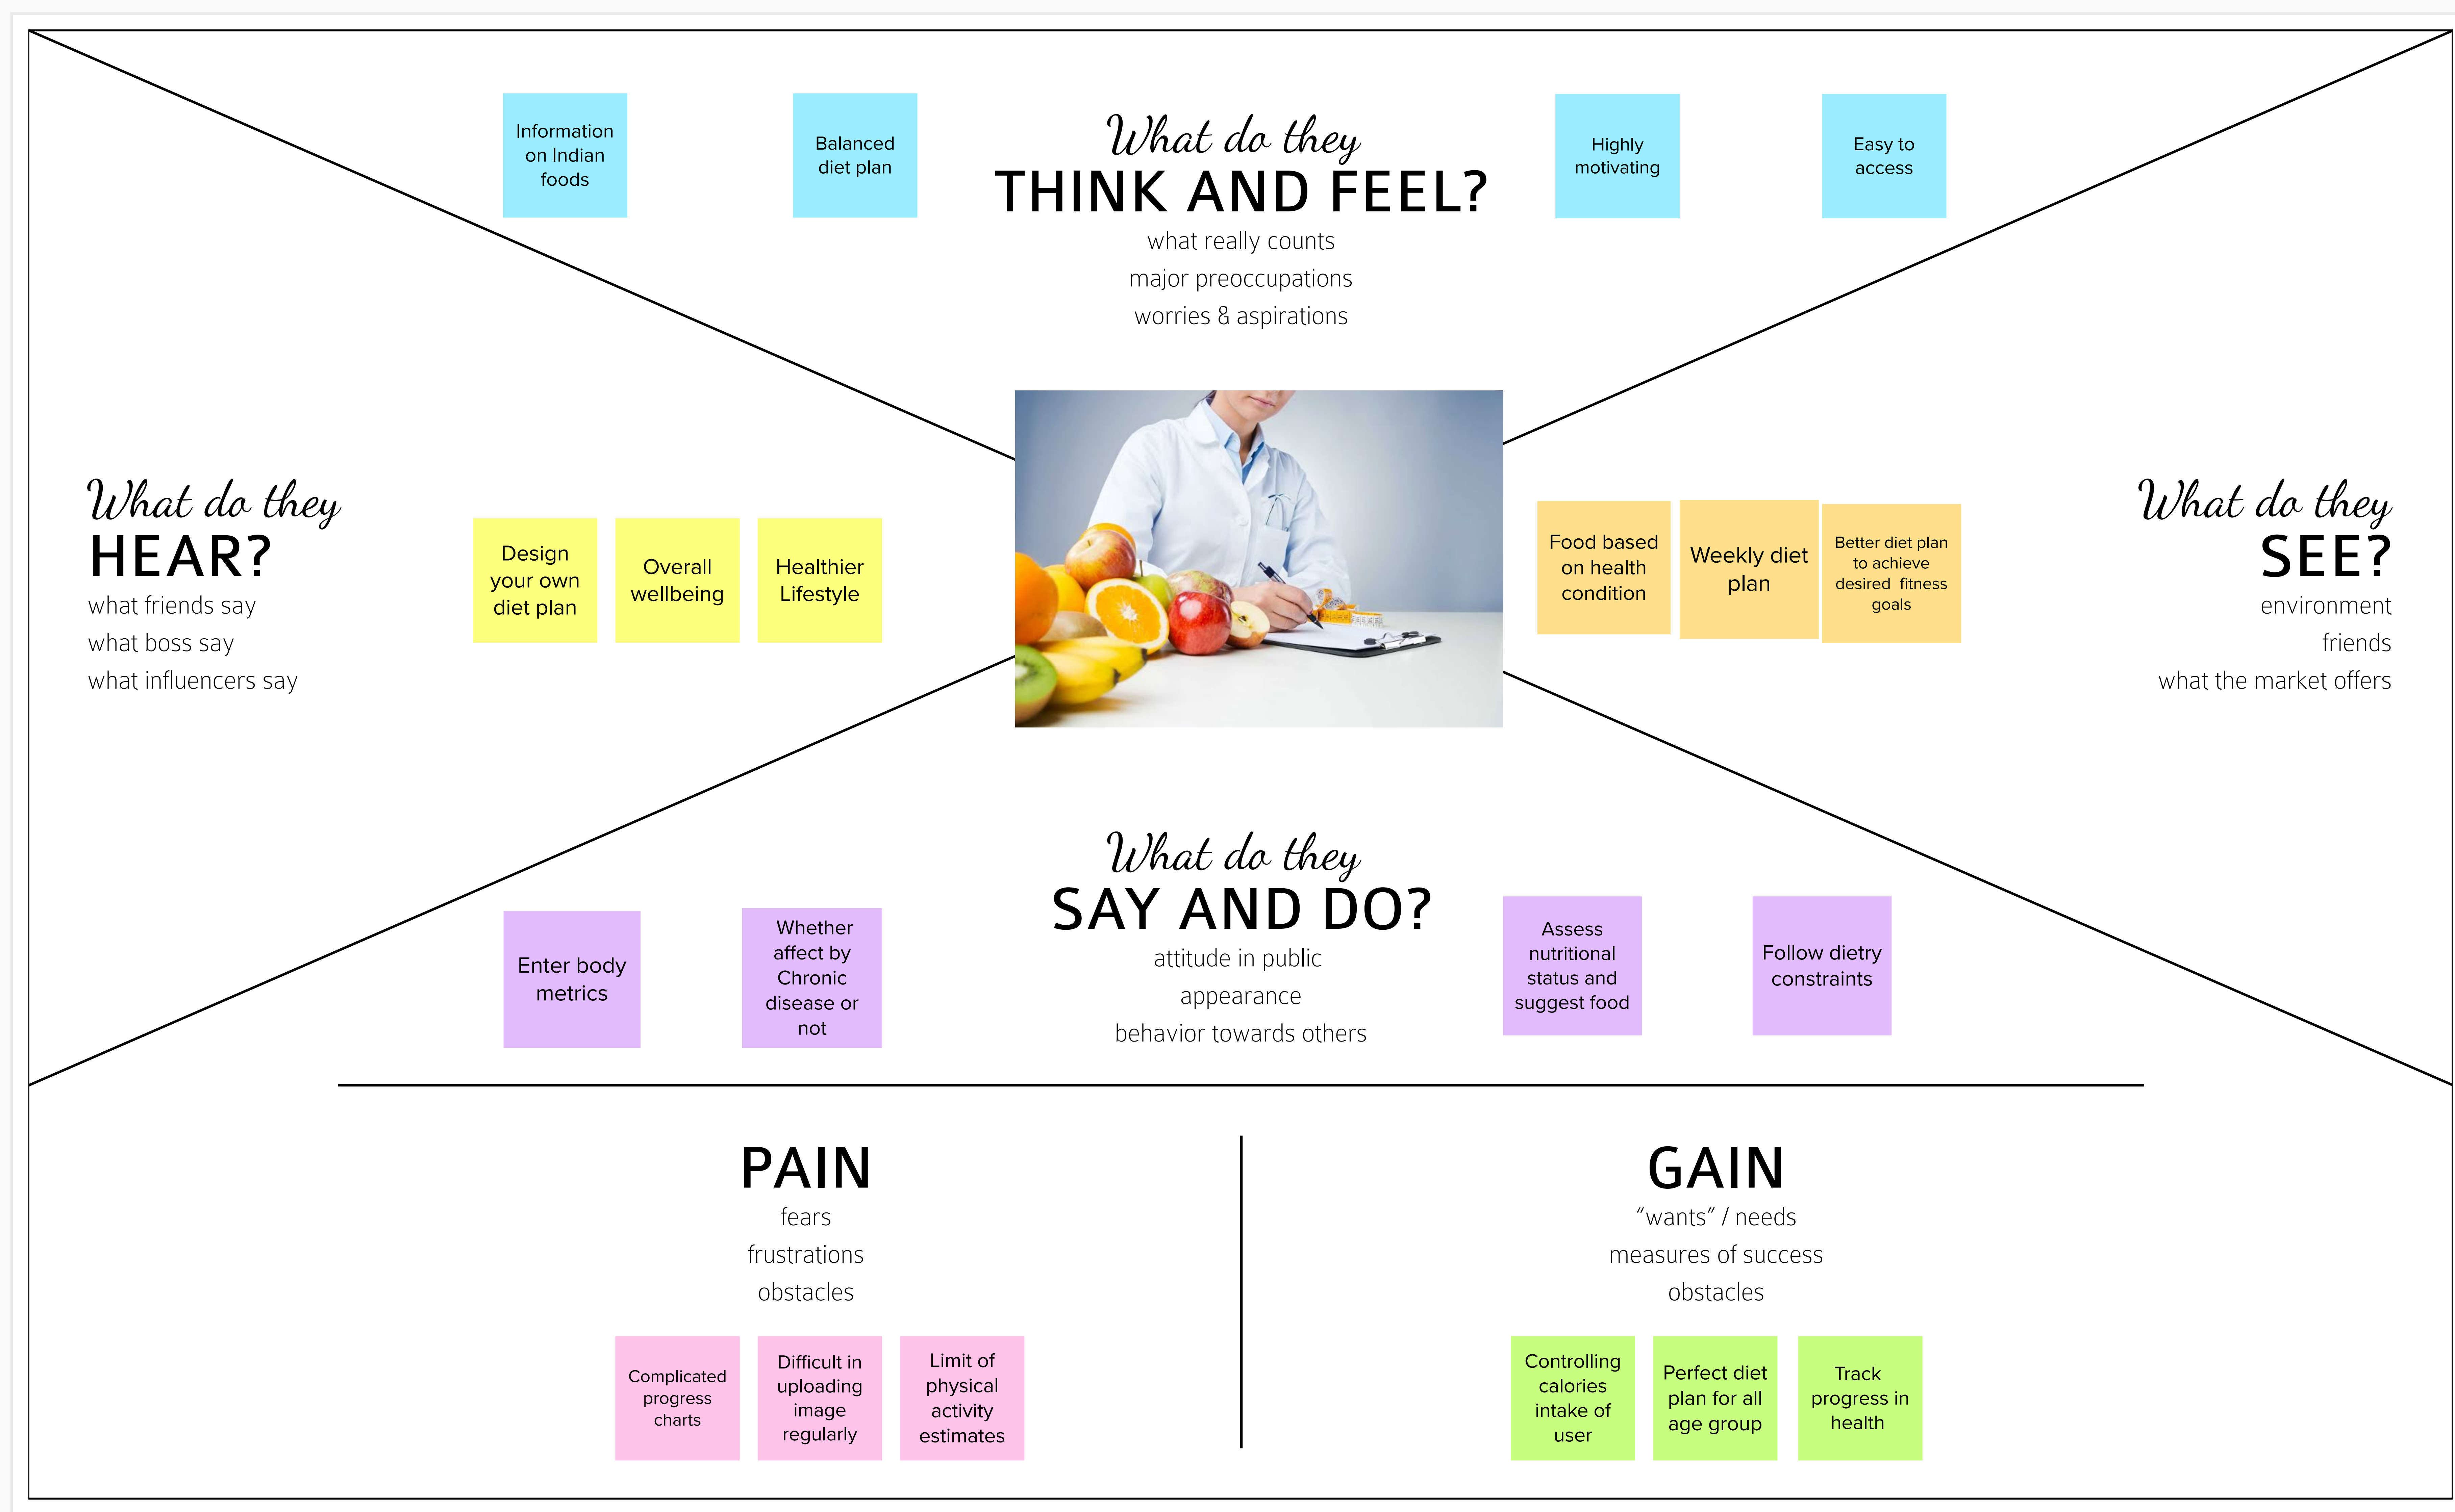 Information
on Indian
foods
Balanced
diet plan
What do they
THINK AND FEEL?
what really counts
major preoccupations
worries & aspirations
Highly
motivating
Easy to
access
What do they
HEAR?
what friends say
what boss say
what influencers say
Design
your own
diet plan
Overall
wellbeing
Healthier
Lifestyle
Food based
on health
condition
Weekly diet
plan
Better diet plan
to achieve
desired fitness
goals
What do they
SEE?
environment
friends
what the market offers
What do they
SAY AND DO?
attitude in public
appearance
behavior towards others
Enter body
metrics
Whether
affect by
Chronic
disease or
not
Assess
nutritional
status and
suggest food
Follow dietry
constraints
PAIN
fears
frustrations
obstacles
Complicated
progress
charts
Difficult in
uploading
image
regularly
Limit of
physical
activity
estimates
GAIN
“wants” / needs
measures of success
obstacles
Controlling
calories
intake of
user
Perfect diet
plan for all
age group
Track
progress in
health